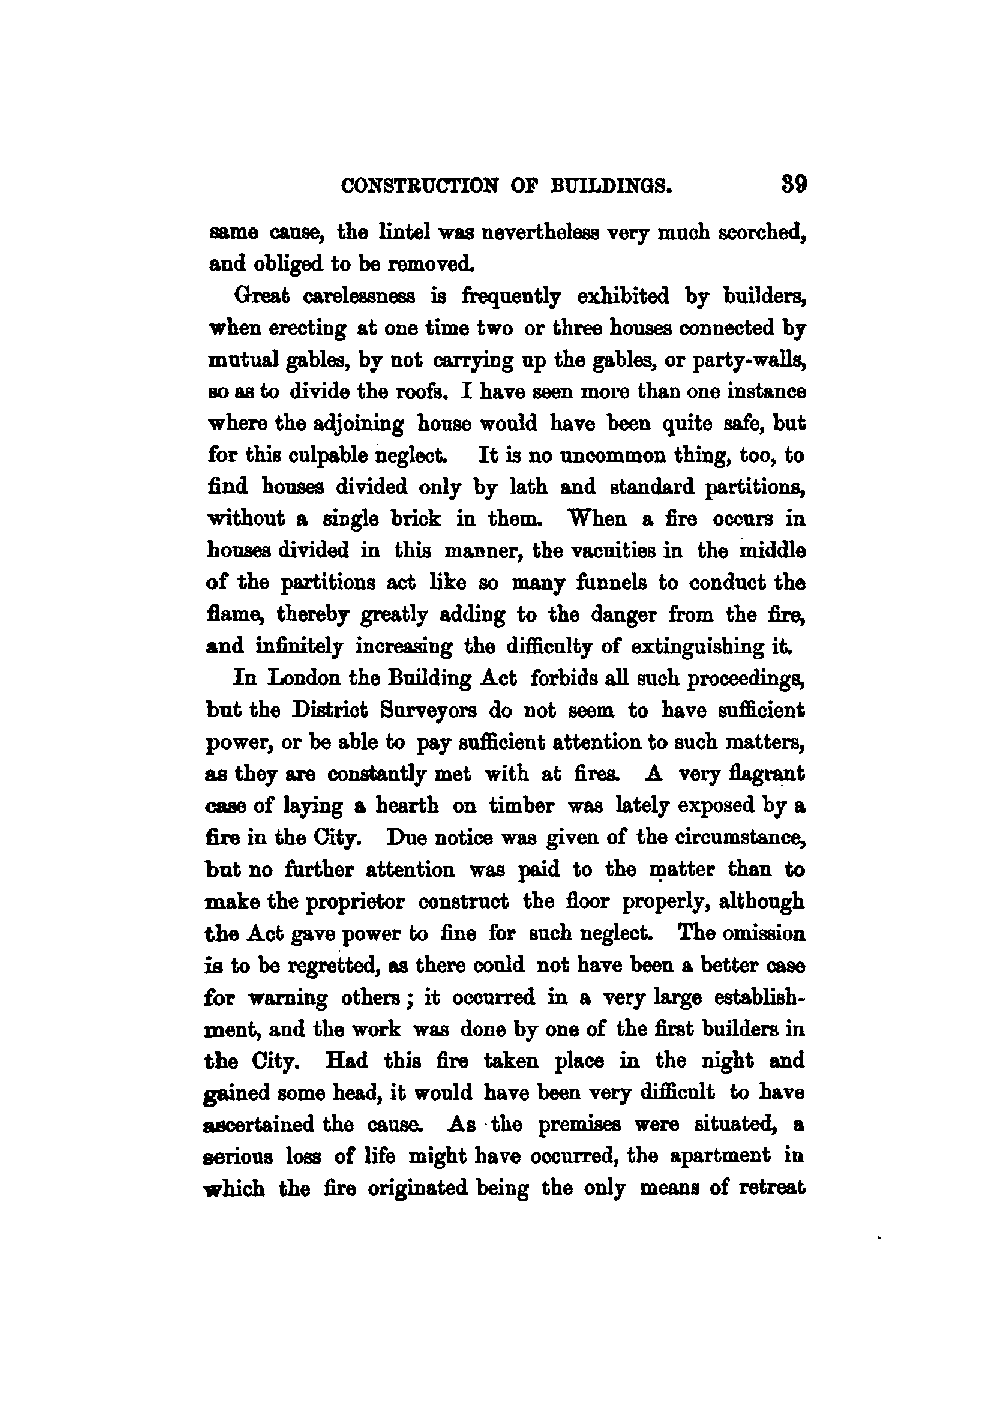 CONSTRUCTION OF BUILDINGS. 39
same cause, the lintel was nevertheless very much scorched,
and obliged to be removed.
Great carelessness is frequently exhibited by builders,
when erecting at one time two or three houses connected by
mutual gables, by not carrying up the gables, or party-walls,
so as to divide the roofs. I have seen more than one instance
where the adjoining house would have been quite safe, but
for this culpable neglect. It is no uncommon thing, too, to
find houses divided only by lath and standard partitions,
without a single brick in them. When a fire occurs in
houses divided in this manner, the vacuities in the middle
of the partitions act like so many funnels to conduct the
flame, thereby greatly adding to the danger from the fire,
and infinitely increasing the difficulty of extinguishing it.
In London the Building Act forbids all such proceedings,
but the District Surveyors do not seem to have sufficient
power, or be able to pay sufficient attention to such matters,
as they are constantly met with at fires. A very flagrant
case of laying a hearth on timber was lately exposed by a
fire in the City. Due notice was given of the circumstance,
but no further attention was paid to the matter than to
make the proprietor construct the floor properly, although
the Act gave power to fine for such neglect. The omission
is to be regretted, as there could not have been a better case
for warning others; it occurred in a very large establish-
ment, and the work was done by one of the first builders in
the City. Had this fire taken place in the night and
gained some head, it would have been very difficult to have
ascertained the cause. As the premises were situated, a
serious loss of life might have occurred, the apartment in
which the fire originated being the only means of retreat